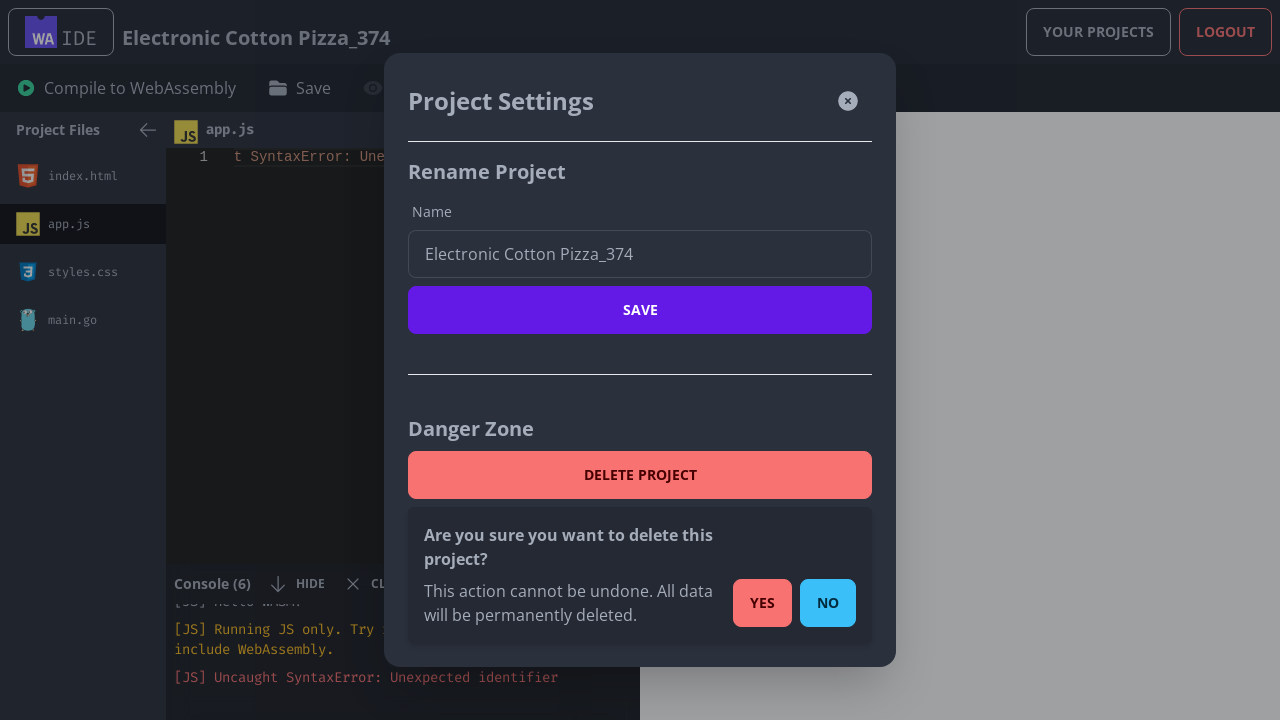 WA IDE
Electronic Cotton Pizza_374
YOUR PROJECTS
LOGOUT
Compile to WebAssembly
Save
Project Files
JS app.js
index.html
JS app.js
styles.css
main.go
1 t SyntaxError: Une
Console (6)
HIDE
CL
[JS] Running JS only. Try
include WebAssembly.
[JS] Uncaught SyntaxError: Unexpected identifier
Project Settings
Rename Project
Name
Electronic Cotton Pizza_374
SAVE
Danger Zone
DELETE PROJECT
Are you sure you want to delete this
project?
This action cannot be undone. All data
will be permanently deleted.
YES
NO